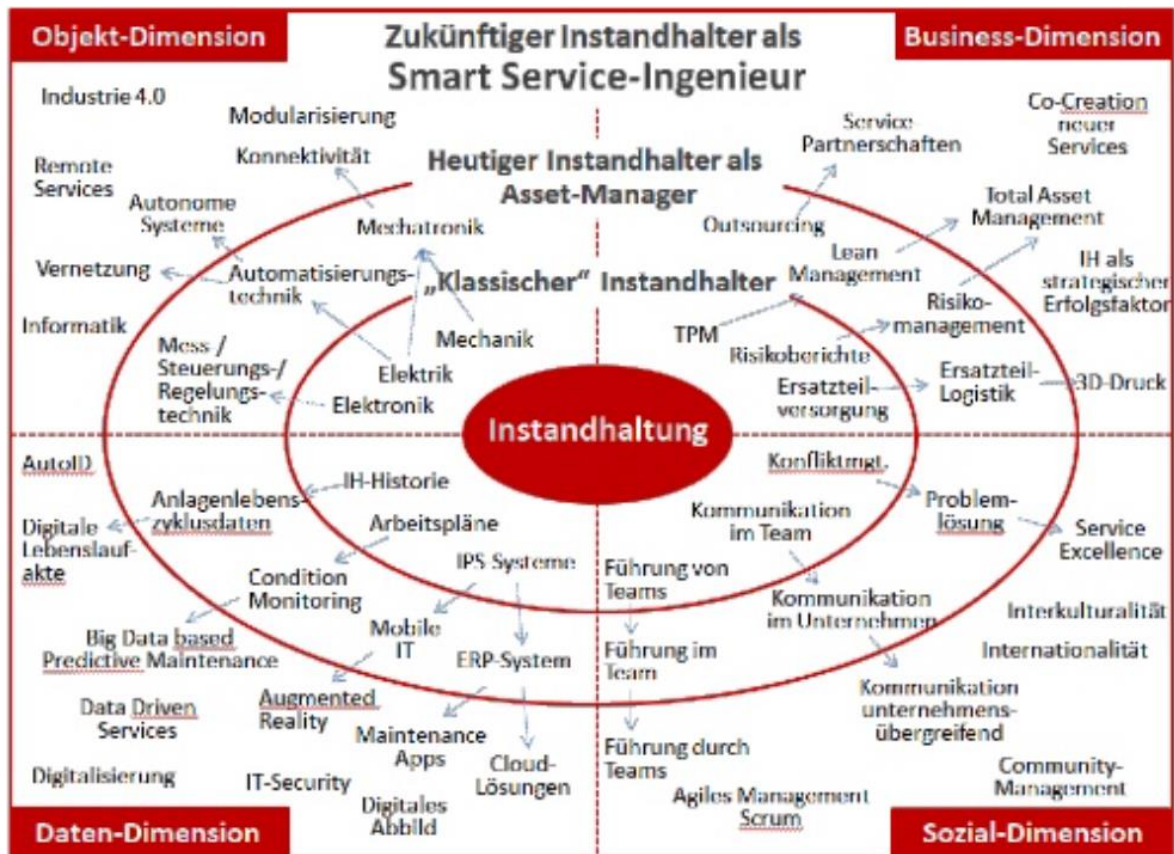 Objekt-Dimension
Zukünftiger Instandhalter als
Smart Service-Ingenieur
Business-Dimension
Industrie 4.0
Modularisierung
Konnektivität
Remote
Services
Autonome
Systeme
Mechatronik
Vernetzung
Automatisierungs-
technik
Informatik
Mess /
Steuerungs-/
Regelungs-
technik
Mechanik
Elektrik
Elektronik
Heutiger Instandhalter als
Asset-Manager
„Klassischer“ Instandhalter
Service
Partnerschaften
Co-Creation
neuer
Services
Outsourcing
Total Asset
Management
Lean
Management
IH als
strategischer
Erfolgsfaktor
TPM
Risiko-
management
Risikoberichte
Ersatzteil-
versorgung
Ersatzteil-
Logistik
3D-Druck
Instandhaltung
AutoID
IH-Historie
Anlagenlebens-
zyklusdaten
Digitale
Lebenslauf-
akte
Arbeitspläne
IPS-Systeme
Condition
Monitoring
Big Data based
Predictive Maintenance
Mobile
IT
ERP-System
Data Driven
Services
Augmented
Reality
Maintenance
Apps
Cloud-
Lösungen
Digitalisierung
IT-Security
Digitales
Abbild
Daten-Dimension
Konfliktmgt.
Kommunikation
im Team
Problem-
lösung
Service
Excellence
Führung von
Teams
Kommunikation
im Unternehmen
Interkulturalität
Führung im
Team
Internationalität
Kommunikation
unternehmens-
übergreifend
Führung durch
Teams
Agiles Management
Scrum
Community-
Management
Sozial-Dimension